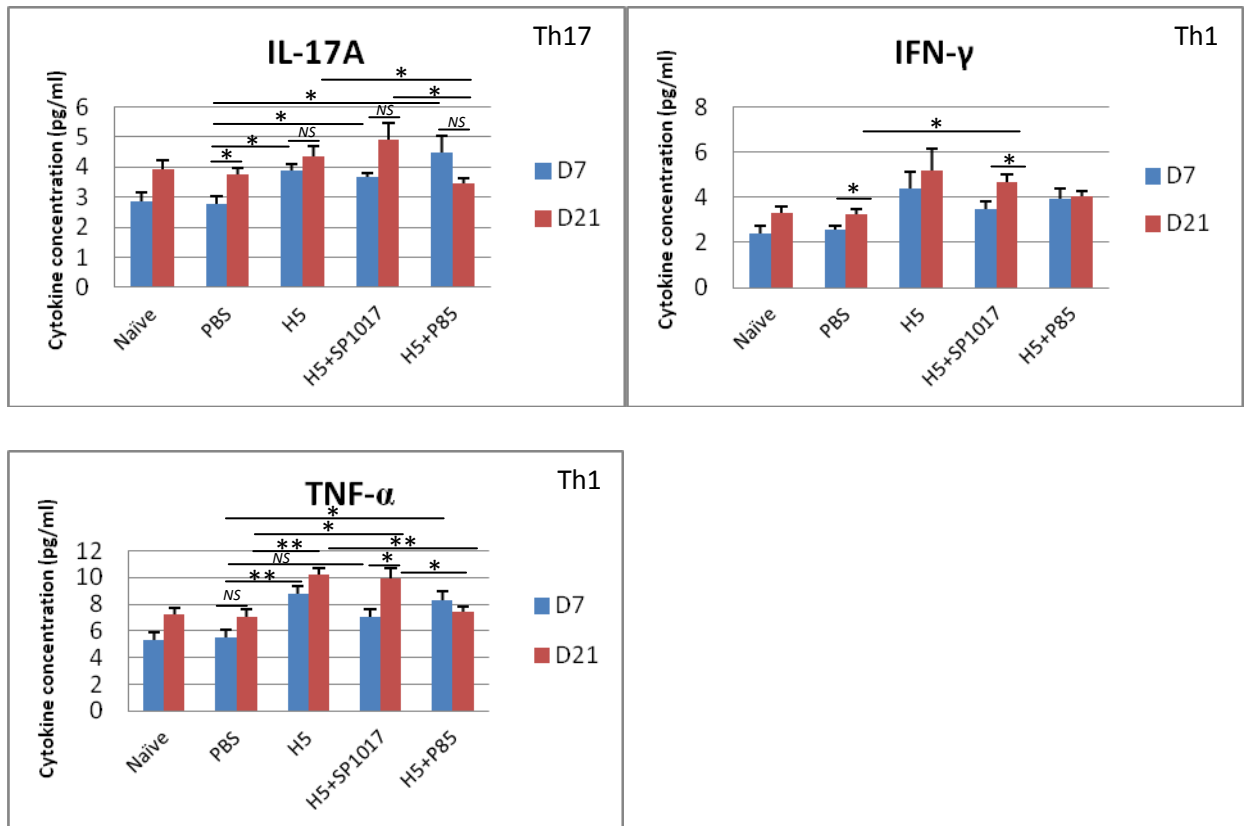 IL-17A
Th17
Cytokine concentration (pg/ml)
6
5
4
3
2
1
0
*
*
*
*
*
*
NS
NS
NS
Naïve
PBS
H5
H5+SP1017
H5+P85
D7
D21
IFN-γ
Th1
Cytokine concentration (pg/ml)
8
6
4
2
0
*
*
*
Naïve
PBS
H5
H5+SP1017
H5+P85
D7
D21
TNF-α
Th1
Cytokine concentration (pg/ml)
12
10
8
6
4
2
0
*
*
**
**
NS
*
*
**
NS
Naïve
PBS
H5
H5+SP1017
H5+P85
D7
D21